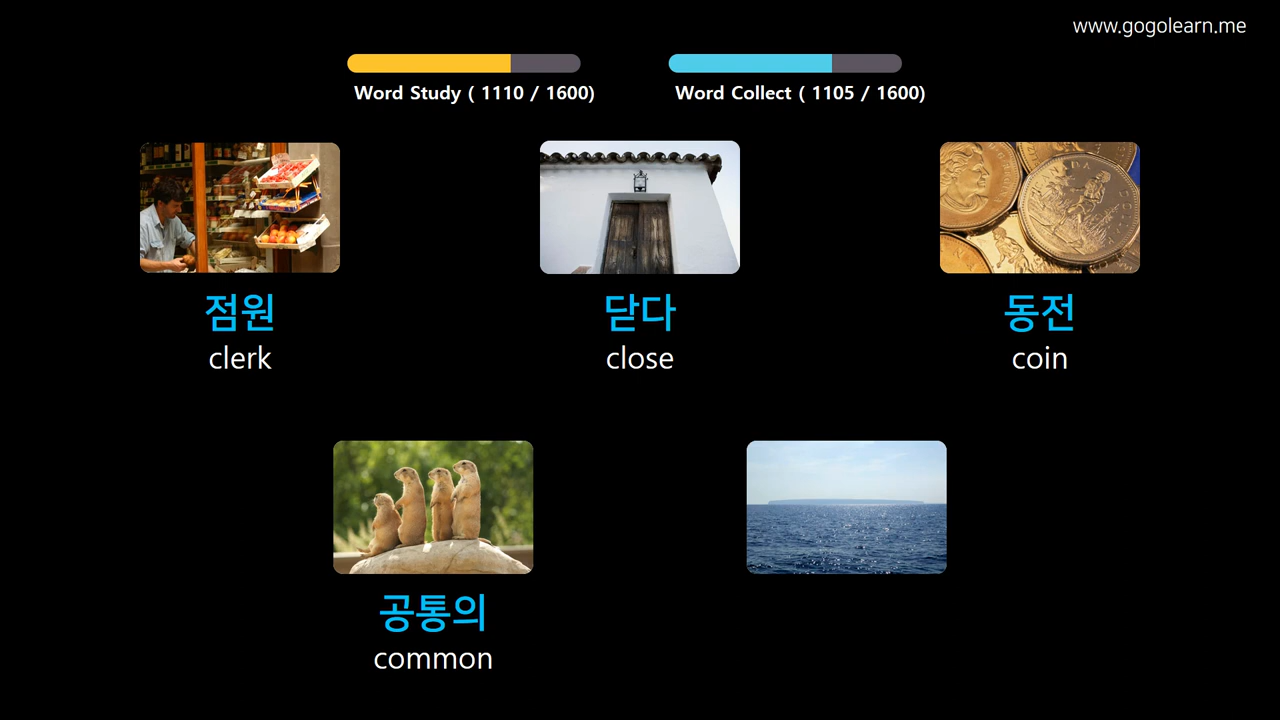 www.gogolearn.me
Word Study ( 1110 / 1600)
Word Collect ( 1105 / 1600)
점원
clerk
닫다
close
동전
coin
공통의
common